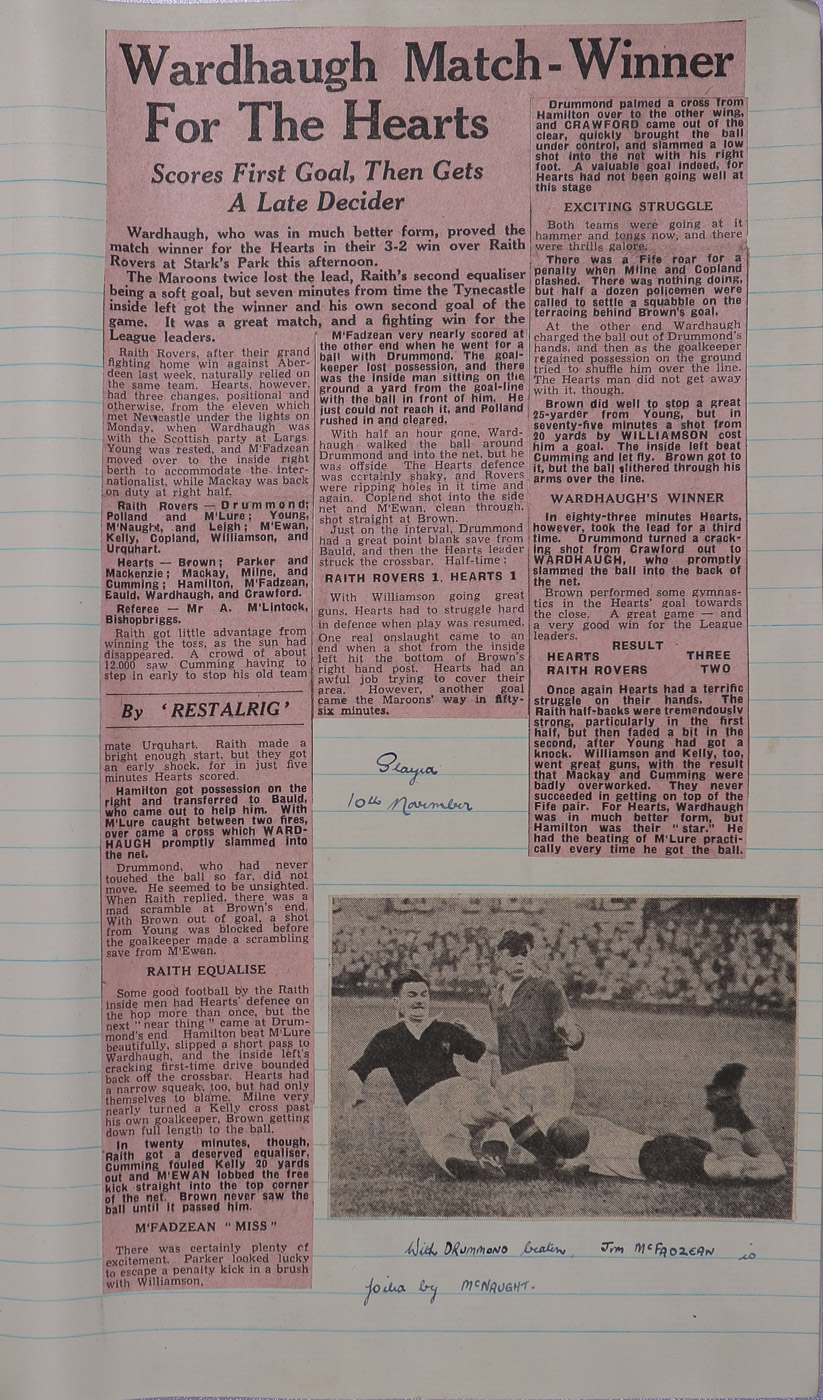 Wardhaugh Match-Winner
For The Hearts
Scores First Goal, Then Gets
A Late Decider
Wardhaugh, who was in much better form, proved the
match winner for the Hearts in their 3-2 win over Raith
Rovers at Stark's Park this afternoon.
The Maroons twice lost the lead, Raith's second equaliser
being a soft goal, but seven minutes from time the Tynecastle
inside left got the winner and his own second goal of the
game. It was a great match, and a fighting win for the
League leaders.
Raith Rovers, after their grand
fighting home win against Aber-
deen last week, naturally relied on
the same team. Hearts, however,
had three changes, positional and
otherwise, from the eleven which
met Newcastle under the lights on
Monday, when Wardhaugh was
with the Scottish party at Largs
Young was rested, and M'Fadzean
moved over to the inside right
berth to accommodate the inter-
nationalist, while Mackay was back
on duty at right half.
Raith Rovers — Drummond;
Polland and M'Lure; Young,
M'Naught, and Leigh; M'Ewan,
Kelly, Copland, Williamson, and
Urquhart.
Hearts — Brown; Parker and
Mackenzie; Mackay, Milne, and
Cumming; Hamilton, M'Fadzean,
Bauld, Wardhaugh, and Crawford.
Referee — Mr A. M'Lintock,
Bishopbriggs.
Raith got little advantage from
winning the toss, as the sun had
disappeared. A crowd of about
12,000 saw Cumming having to
step in early to stop his old team
By 'RESTALRIG'
mate Urquhart. Raith made a
bright enough start, but they got
an early shock, for in just five
minutes Hearts scored.
Hamilton got possession on the
right and transferred to Bauld,
who came out to help him. With
M'Lure caught between two fires,
over came a cross which WARD-
HAUGH promptly slammed into
the net.
Drummond, who had never
touched the ball so far, did not
move. He seemed to be unsighted.
When Raith replied, there was a
mad scramble at Brown's end.
With Brown out of goal, a shot
from Young was blocked before
the goalkeeper made a scrambling
save from M'Ewan.
RAITH EQUALISE
Some good football by the Raith
inside men had Hearts' defence on
the hop more than once, but the
next "near thing" came at Drum-
mond's end. Hamilton beat M'Lure
beautifully, slipped a short pass to
Wardhaugh, and the inside left's
cracking first-time drive bounded
back off the crossbar. Hearts had
a narrow squeak, too, but had only
themselves to blame. Milne very
nearly turned a Kelly cross past
his own goalkeeper, Brown getting
down full length to the ball.
In twenty minutes, though,
Raith got a deserved equaliser,
Cumming fouled Kelly 20 yards
out and M'EWAN lobbed the free
kick straight into the top corner
of the net. Brown never saw the
ball until it passed him.
M'FADZEAN "MISS"
There was certainly plenty of
excitement. Parker looked lucky
to escape a penalty kick in a brush
with Williamson,
M'Fadzean very nearly scored at
the other end when he went for a
ball with Drummond. The goal-
keeper lost possession, and there
was the inside man sitting on the
ground a yard from the goal-line
with the ball in front of him. He
just could not reach it, and Polland
rushed in and cleared.
With half an hour gone, Ward-
haugh walked the ball around
Drummond and into the net, but he
was offside The Hearts defence
was certainly shaky, and Rovers
were ripping holes in it time and
again. Copland shot into the side
net and M'Ewan, clean through,
shot straight at Brown.
Just on the interval, Drummond
had a great point blank save from
Bauld, and then the Hearts leader
struck the crossbar. Half-time:
RAITH ROVERS 1, HEARTS 1
With Williamson going great
guns, Hearts had to struggle hard
in defence when play was resumed.
One real onslaught came to an
end when a shot from the inside
left hit the bottom of Brown's
right hand post. Hearts had an
awful job trying to cover their
area. However, another goal
came the Maroons' way in fifty-
six minutes.
Drummond palmed a cross from
Hamilton over to the other wing,
and CRAWFORD came out of the
clear, quickly brought the ball
under control, and slammed a low
shot into the net with his right
foot. A valuable goal indeed, for
Hearts had not been going well at
this stage
EXCITING STRUGGLE
Both teams were going at it
hammer and tongs now, and there
were thrills galore.
There was a Fife roar for a
penalty when Milne and Copland
clashed. There was nothing doing,
but half a dozen policemen were
called to settle a squabble on the
terracing behind Brown's goal.
At the other end Wardhaugh
charged the ball out of Drummond's
hands, and then as the goalkeeper
regained possession on the ground
tried to shuffle him over the line.
The Hearts man did not get away
with it, though.
Brown did well to stop a great
25-yarder from Young, but in
seventy-five minutes a shot from
20 yards by WILLIAMSON cost
him a goal. The inside left beat
Cumming and let fly. Brown got to
it, but the ball slithered through his
arms over the line.
WARDHAUGH'S WINNER
In eighty-three minutes Hearts,
however, took the lead for a third
time. Drummond turned a crack-
ing shot from Crawford out to
WARDHAUGH, who promptly
slammed the ball into the back of
the net.
Brown performed some gymnas-
tics in the Hearts' goal towards
the close. A great game — and
a very good win for the League
leaders.
RESULT
HEARTS THREE
RAITH ROVERS TWO
Once again Hearts had a terrific
struggle on their hands. The
Raith half-backs were tremendously
strong, particularly in the first
half, but then faded a bit in the
second, after Young had got a
knock. Williamson and Kelly, too,
went great guns, with the result
that Mackay and Cumming were
badly overworked. They never
succeeded in getting on top of the
Fife pair. For Hearts, Wardhaugh
was in much better form, but
Hamilton was their "star." He
had the beating of M'Lure practi-
cally every time he got the ball.
Played
10th November
With DRUMMOND beaten, Jim McFADZEAN is
joined by McNAUGHT.